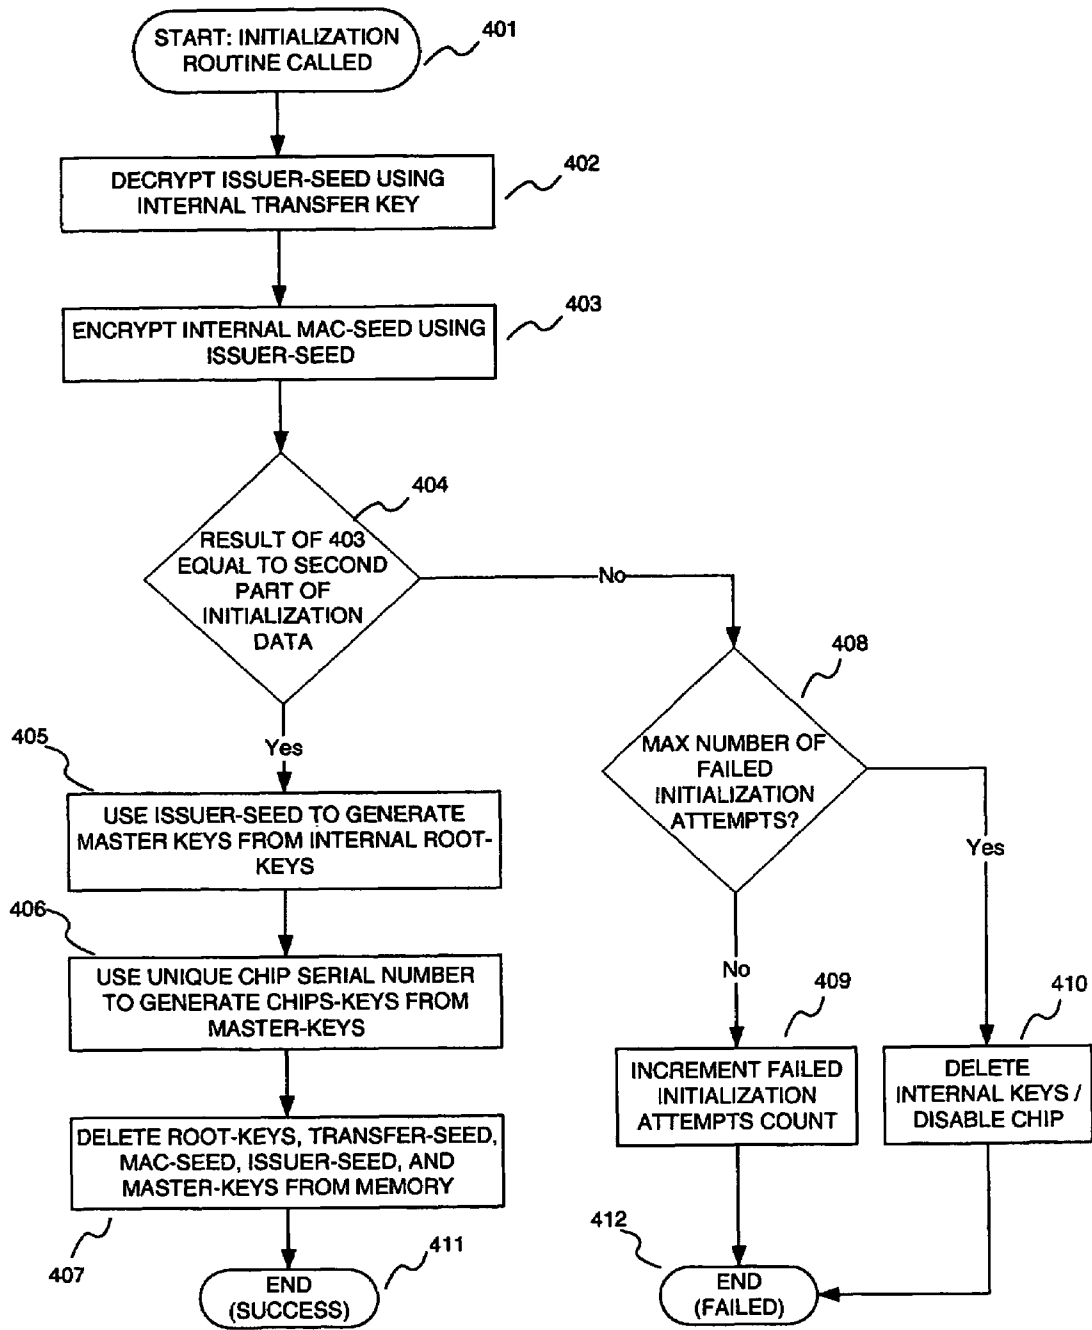 START: INITIALIZATION
ROUTINE CALLED
401
DECRYPT ISSUER-SEED USING
INTERNAL TRANSFER KEY
402
ENCRYPT INTERNAL MAC-SEED USING
ISSUER-SEED
403
RESULT OF 403
EQUAL TO SECOND
PART OF
INITIALIZATION
DATA
404
No
Yes
405
USE ISSUER-SEED TO GENERATE
MASTER KEYS FROM INTERNAL ROOT-
KEYS
406
USE UNIQUE CHIP SERIAL NUMBER
TO GENERATE CHIPS-KEYS FROM
MASTER-KEYS
DELETE ROOT-KEYS, TRANSFER-SEED,
MAC-SEED, ISSUER-SEED, AND
MASTER-KEYS FROM MEMORY
407
END
(SUCCESS)
411
MAX NUMBER OF
FAILED
INITIALIZATION
ATTEMPTS?
408
Yes
No
409
INCREMENT FAILED
INITIALIZATION
ATTEMPTS COUNT
410
DELETE
INTERNAL KEYS /
DISABLE CHIP
412
END
(FAILED)